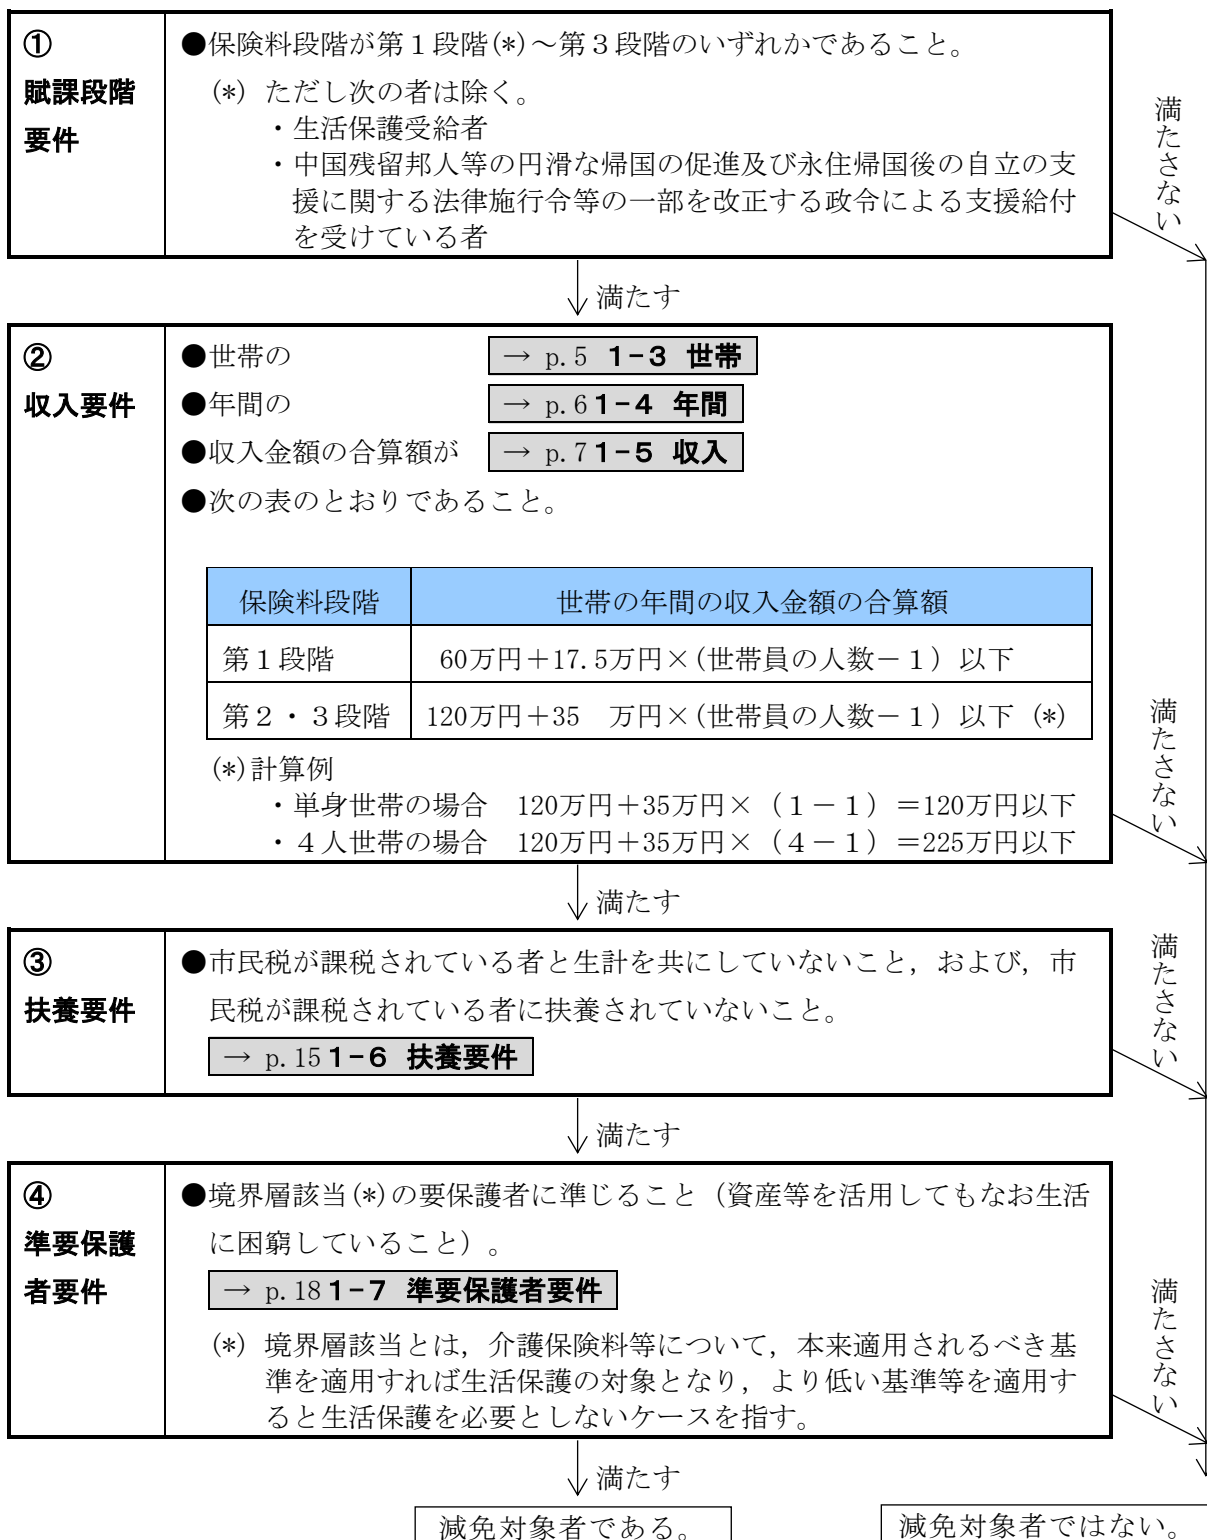 ①
賦課段階
要件
●保険料段階が第１段階(*)～第３段階のいずれかであること。
(*) ただし次の者は除く。
・生活保護受給者
・中国残留邦人等の円滑な帰国の促進及び永住帰国後の自立の支
援に関する法律施行令等の一部を改正する政令による支援給付
を受けている者
満たさない
満たす
②
収入要件
●世帯の → p.5 1-3 世帯
●年間の → p.6 1-4 年間
●収入金額の合算額が → p.7 1-5 収入
●次の表のとおりであること。
保険料段階 世帯の年間の収入金額の合算額
第１段階 60万円＋17.5万円×(世帯員の人数－１) 以下
第２・３段階 120万円＋35　万円×(世帯員の人数－１) 以下 (*)
(*)計算例
・単身世帯の場合　120万円＋35万円×（１－１）＝120万円以下
・４人世帯の場合　120万円＋35万円×（４－１）＝225万円以下
満たさない
満たす
③
扶養要件
●市民税が課税されている者と生計を共にしていないこと，および，市
民税が課税されている者に扶養されていないこと。
→ p.15 1-6 扶養要件
満たさない
満たす
④
準要保護
者要件
●境界層該当(*)の要保護者に準じること（資産等を活用してもなお生活
に困窮していること）。
→ p.18 1-7 準要保護者要件
(*) 境界層該当とは，介護保険料等について，本来適用されるべき基
準を適用すれば生活保護の対象となり，より低い基準等を適用す
ると生活保護を必要としないケースを指す。
満たさない
満たす
減免対象者である。
減免対象者ではない。